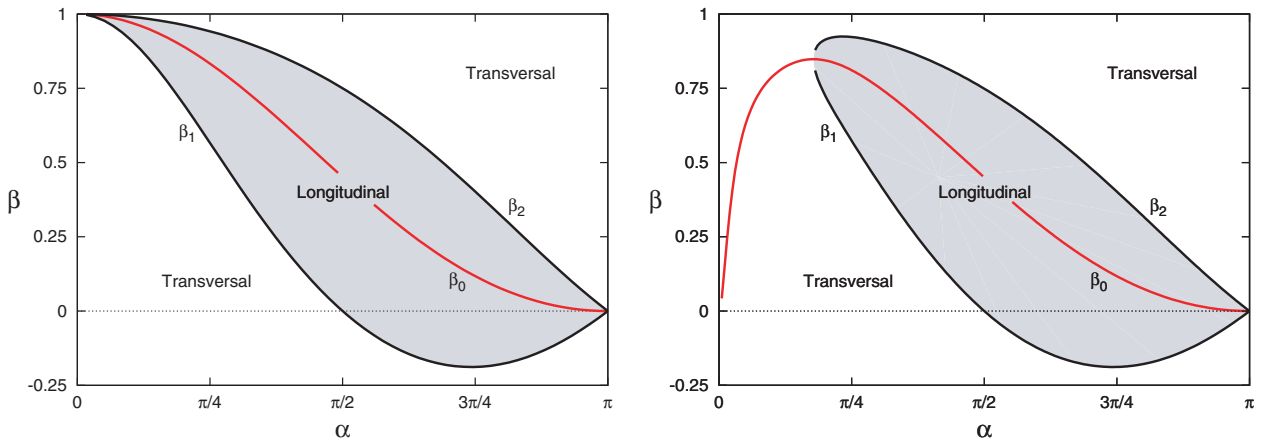 1
0.75
0.5
0.25
0
-0.25
β
Transversal
β1
Longitudinal
β2
Transversal
β0
0
π/4
π/2
3π/4
π
α
1
0.75
0.5
0.25
0
-0.25
β
Transversal
β1
Longitudinal
β2
Transversal
β0
0
π/4
π/2
3π/4
π
α